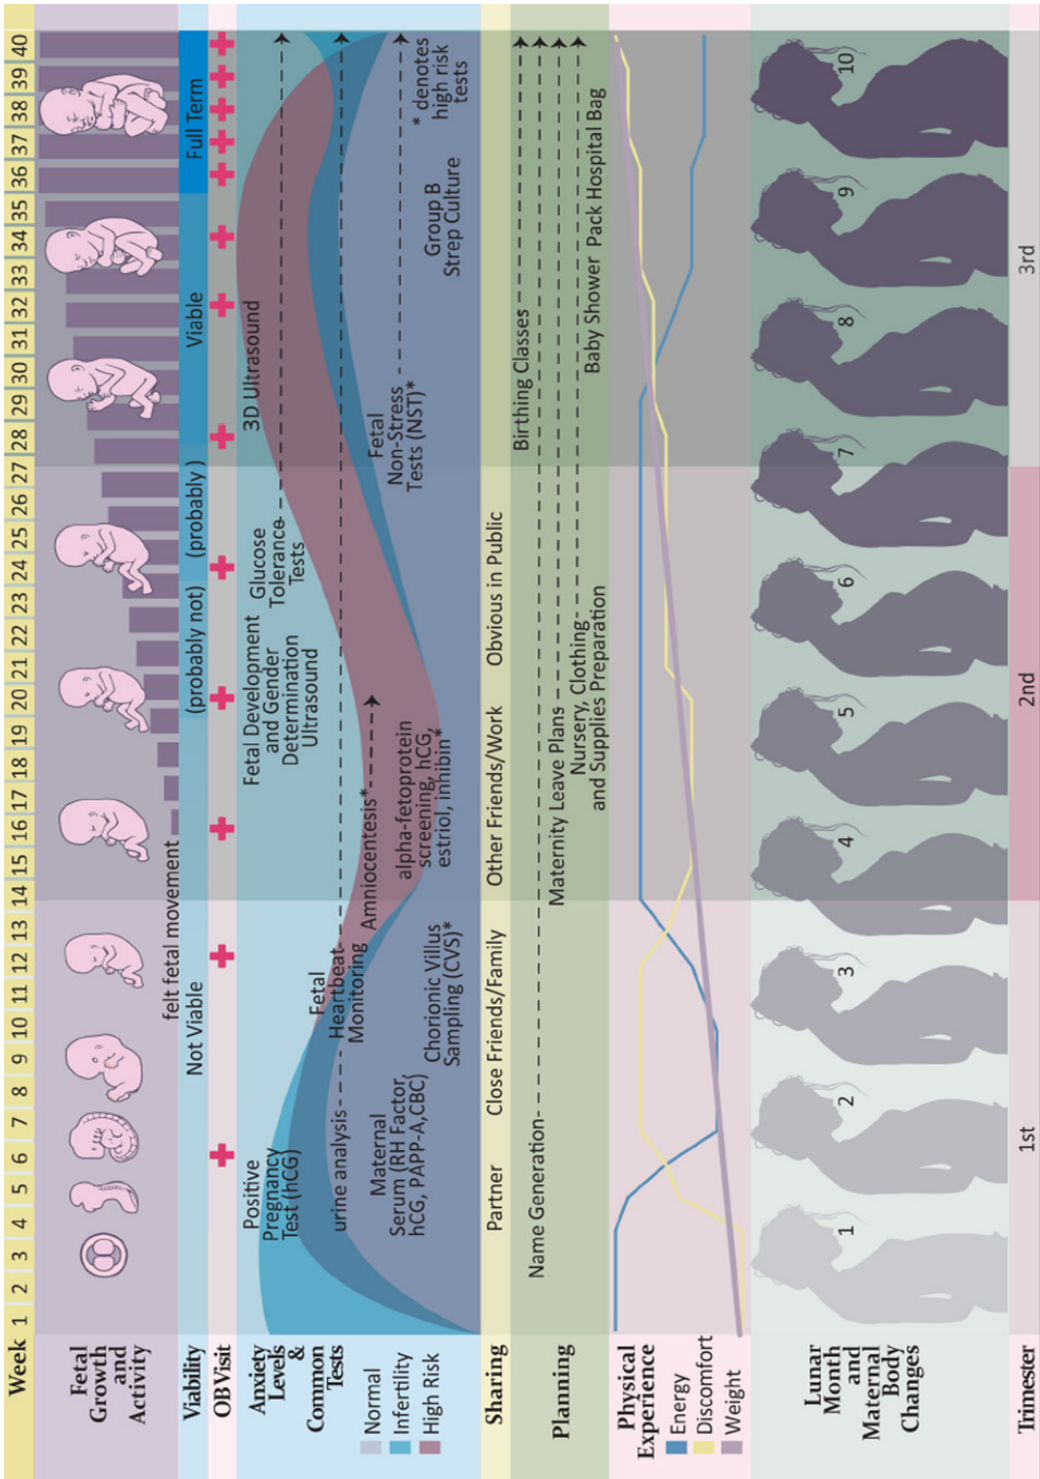 Week 1 2 3 4 5 6 7 8 9 10 11 12 13 14 15 16 17 18 19 20 21 22 23 24 25 26 27 28 29 30 31 32 33 34 35 36 37 38 39 40
Fetal
Growth
and
Activity
felt fetal movement
Viability
Not Viable
(probably not)
(probably )
Viable
Full Term
OB Visit
Anxiety
Levels
&
Common
Tests
Normal
Infertility
High Risk
Positive
Pregnancy
Test (hCG)
urine analysis
Maternal
Serum (RH Factor,
hCG, PAPP-A,CBC)
Fetal
Heartbeat
Monitoring
Chorionic Villus
Sampling (CVS)*
Amniocentesis*
alpha-fetoprotein
screening, hCG,
estriol, inhibin*
Fetal Development
and Gender
Determination
Ultrasound
Glucose
Tolerance
Tests
3D Ultrasound
Fetal
Non-Stress
Tests (NST)*
Group B
Strep Culture
* denotes
high risk
tests
Sharing
Partner
Close Friends/Family
Other Friends/Work
Obvious in Public
Planning
Name Generation
Maternity Leave Plans
Nursery, Clothing
and Supplies Preparation
Birthing Classes
Baby Shower
Pack Hospital Bag
Physical
Experience
Energy
Discomfort
Weight
Lunar
Month
and
Maternal
Body
Changes
1 2 3 4 5 6 7 8 9 10
Trimester
1st
2nd
3rd